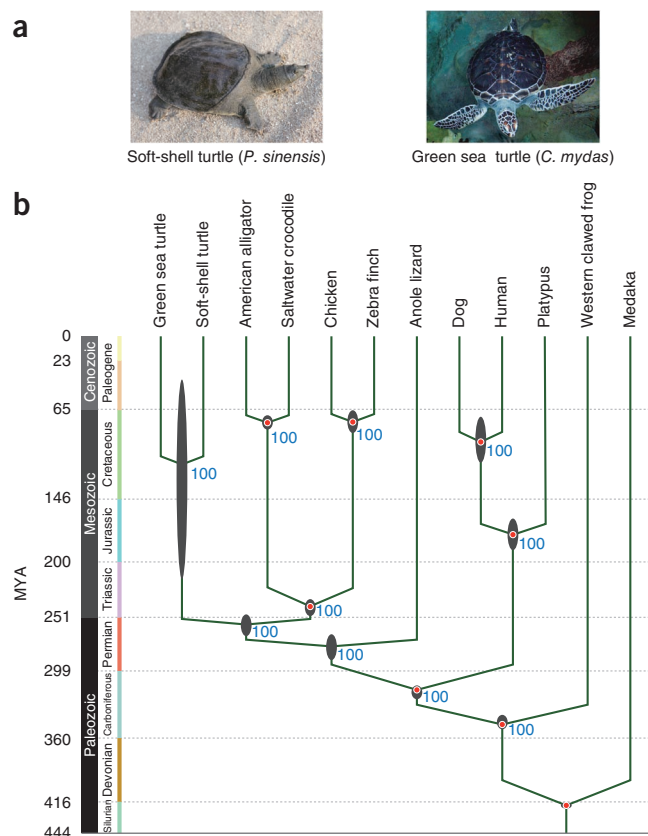 a
Soft-shell turtle (P. sinensis)
Green sea turtle (C. mydas)
b
Green sea turtle
Soft-shell turtle
American alligator
Saltwater crocodile
Chicken
Zebra finch
Anole lizard
Dog
Human
Platypus
Western clawed frog
Medaka
0
23
65
146
200
251
299
360
416
444
MYA
Cenozoic
Mesozoic
Paleozoic
Paleogene
Cretaceous
Jurassic
Triassic
Permian
Carboniferous
Devonian
Silurian
100
100
100
100
100
100
100
100
100
100